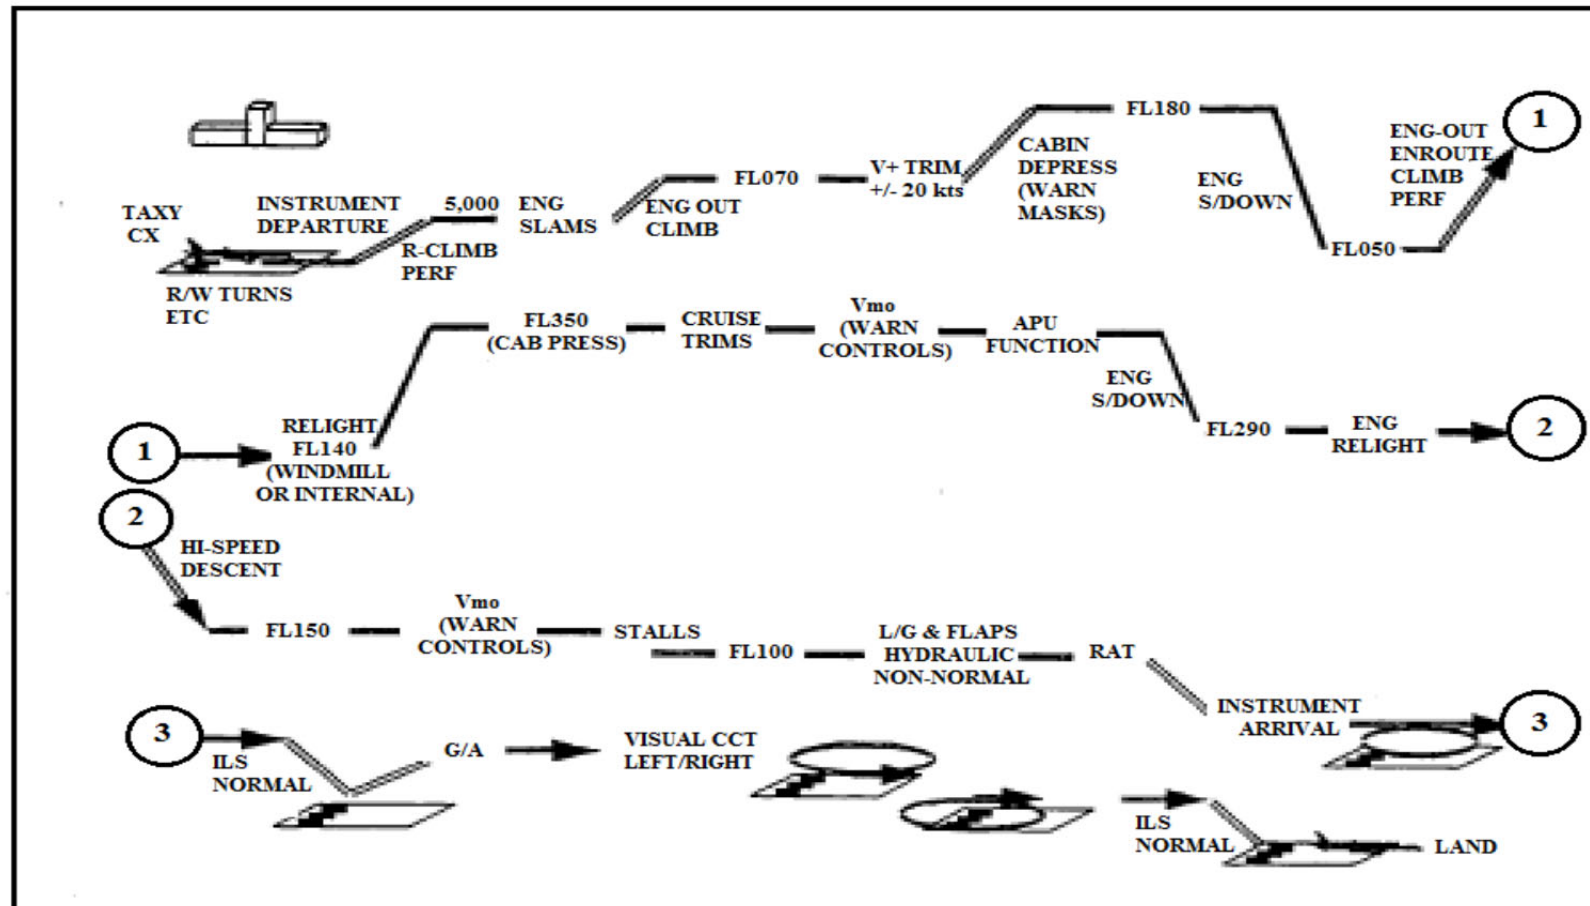 TAXY
CX
INSTRUMENT
DEPARTURE
R/W TURNS
ETC
5,000
R-CLIMB
PERF
ENG
SLAMS
ENG OUT
CLIMB
FL070
V+ TRIM
+/- 20 kts
CABIN
DEPRESS
(WARN
MASKS)
FL180
ENG
S/DOWN
FL050
ENG-OUT
ENROUTE
CLIMB
PERF
1
1
RELIGHT
FL140
(WINDMILL
OR INTERNAL)
FL350
(CAB PRESS)
CRUISE
TRIMS
Vmo
(WARN
CONTROLS)
APU
FUNCTION
ENG
S/DOWN
FL290
ENG
RELIGHT
2
2
HI-SPEED
DESCENT
FL150
Vmo
(WARN
CONTROLS)
STALLS
FL100
L/G & FLAPS
HYDRAULIC
NON-NORMAL
RAT
INSTRUMENT
ARRIVAL
3
3
ILS
NORMAL
G/A
VISUAL CCT
LEFT/RIGHT
ILS
NORMAL
LAND